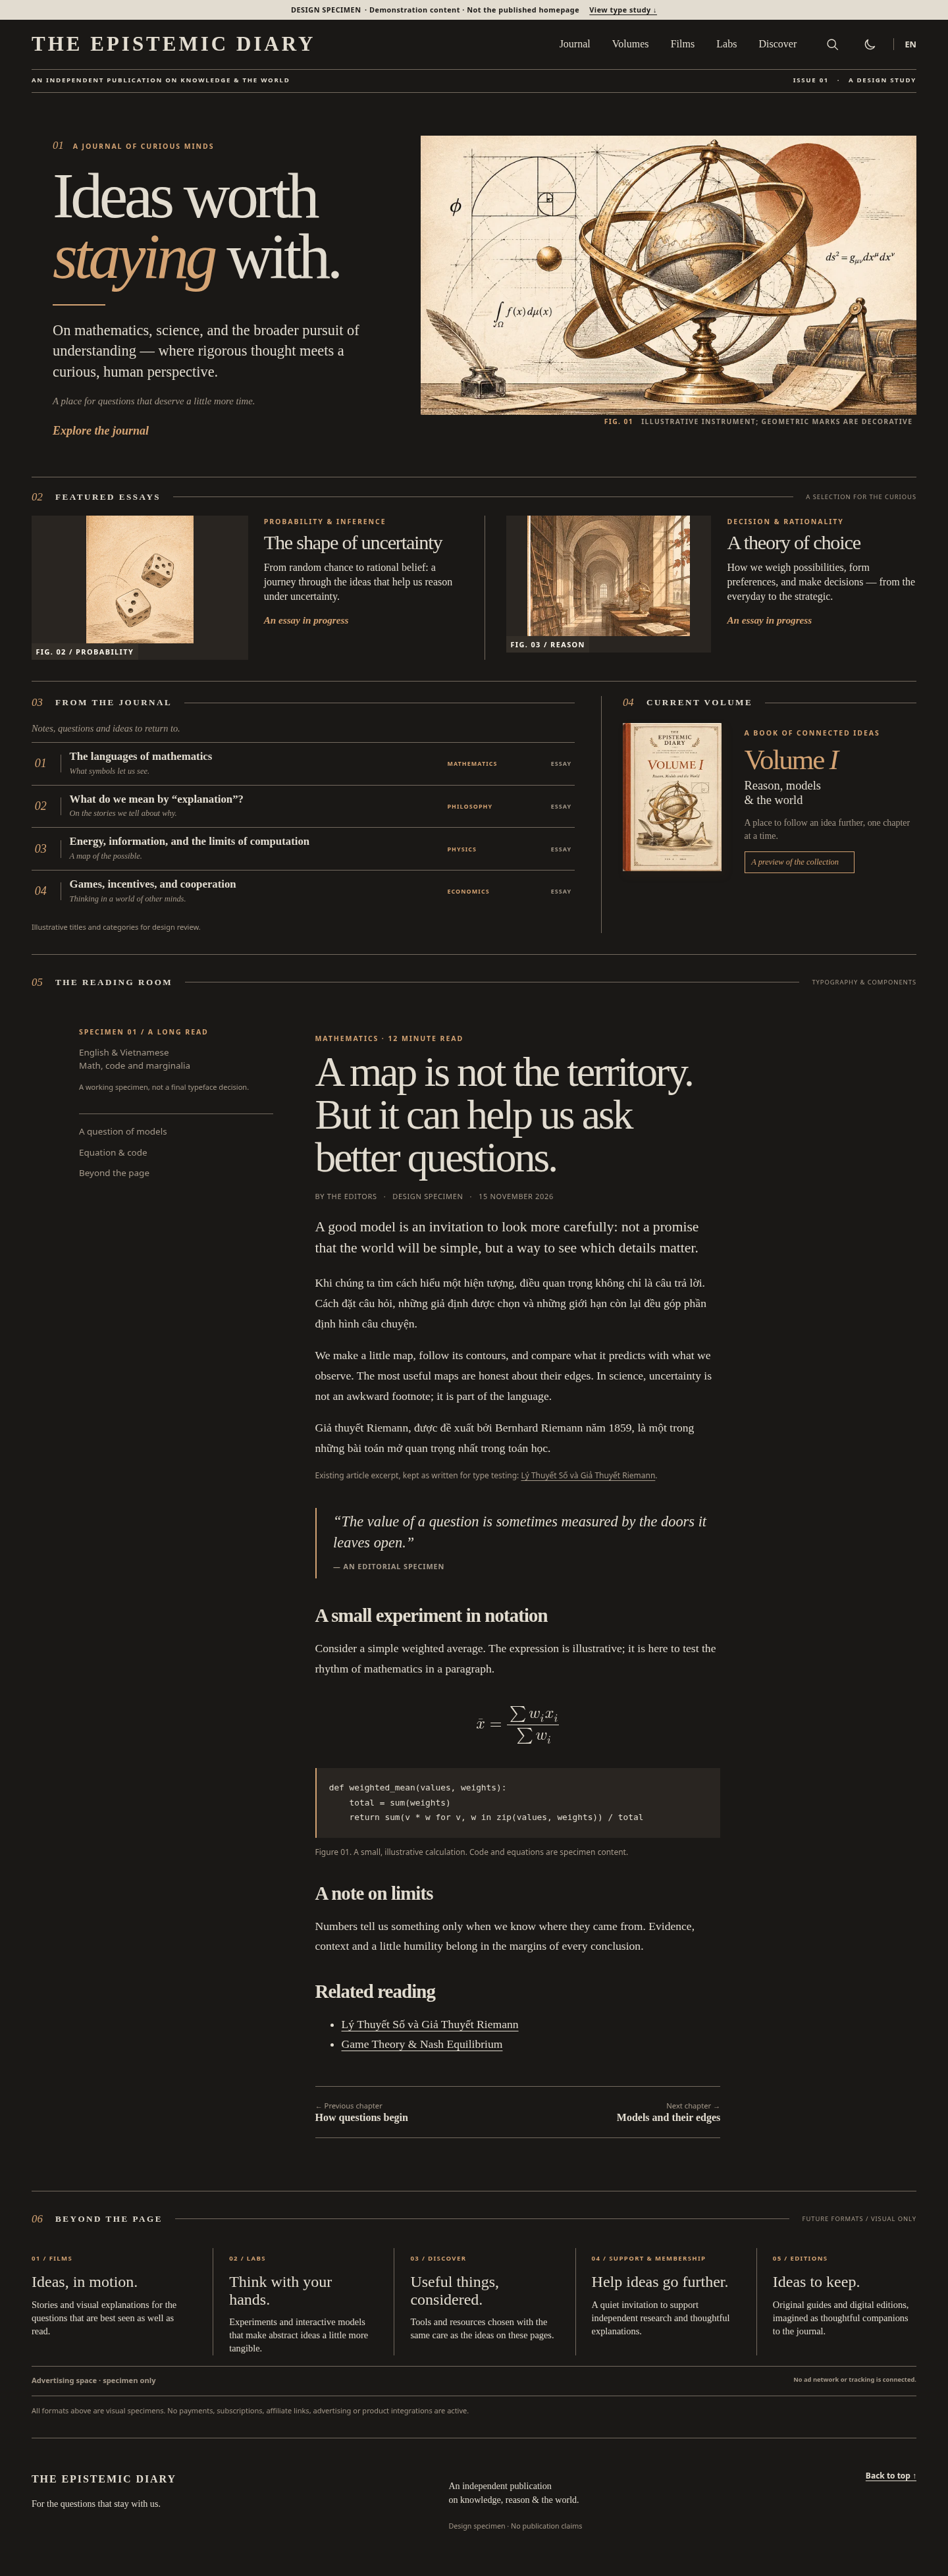 DESIGN SPECIMEN · Demonstration content · Not the published homepage View type study ↓
THE EPISTEMIC DIARY
Journal Volumes Films Labs Discover EN
AN INDEPENDENT PUBLICATION ON KNOWLEDGE & THE WORLD
ISSUE 01 · A DESIGN STUDY
01 A JOURNAL OF CURIOUS MINDS
Ideas worth
staying with.
On mathematics, science, and the broader pursuit of
understanding — where rigorous thought meets a
curious, human perspective.
A place for questions that deserve a little more time.
Explore the journal
ϕ
∫Ω f(x)dμ(x)
ds² = gμν dxμ dxν
FIG. 01 ILLUSTRATIVE INSTRUMENT; GEOMETRIC MARKS ARE DECORATIVE
02 FEATURED ESSAYS
A SELECTION FOR THE CURIOUS
FIG. 02 / PROBABILITY
PROBABILITY & INFERENCE
The shape of uncertainty
From random chance to rational belief: a
journey through the ideas that help us reason
under uncertainty.
An essay in progress
FIG. 03 / REASON
DECISION & RATIONALITY
A theory of choice
How we weigh possibilities, form
preferences, and make decisions — from the
everyday to the strategic.
An essay in progress
03 FROM THE JOURNAL
Notes, questions and ideas to return to.
01 The languages of mathematics
What symbols let us see.
MATHEMATICS ESSAY
02 What do we mean by “explanation”?
On the stories we tell about why.
PHILOSOPHY ESSAY
03 Energy, information, and the limits of computation
A map of the possible.
PHYSICS ESSAY
04 Games, incentives, and cooperation
Thinking in a world of other minds.
ECONOMICS ESSAY
Illustrative titles and categories for design review.
04 CURRENT VOLUME
THE
EPISTEMIC
DIARY
VOLUME I
Reason, Models and the World
A BOOK OF CONNECTED IDEAS
Volume I
Reason, models
& the world
A place to follow an idea further, one chapter
at a time.
A preview of the collection
05 THE READING ROOM
TYPOGRAPHY & COMPONENTS
SPECIMEN 01 / A LONG READ
English & Vietnamese
Math, code and marginalia
A working specimen, not a final typeface decision.
A question of models
Equation & code
Beyond the page
MATHEMATICS · 12 MINUTE READ
A map is not the territory.
But it can help us ask
better questions.
BY THE EDITORS · DESIGN SPECIMEN · 15 NOVEMBER 2026
A good model is an invitation to look more carefully: not a promise
that the world will be simple, but a way to see which details matter.
Khi chúng ta tìm cách hiểu một hiện tượng, điều quan trọng không chỉ là câu trả lời.
Cách đặt câu hỏi, những giả định được chọn và những giới hạn còn lại đều góp phần
định hình câu chuyện.
We make a little map, follow its contours, and compare what it predicts with what we
observe. The most useful maps are honest about their edges. In science, uncertainty is
not an awkward footnote; it is part of the language.
Giả thuyết Riemann, được đề xuất bởi Bernhard Riemann năm 1859, là một trong
những bài toán mở quan trọng nhất trong toán học.
Existing article excerpt, kept as written for type testing: Lý Thuyết Số và Giả Thuyết Riemann.
“The value of a question is sometimes measured by the doors it
leaves open.”
— AN EDITORIAL SPECIMEN
A small experiment in notation
Consider a simple weighted average. The expression is illustrative; it is here to test the
rhythm of mathematics in a paragraph.
x̄ = ∑ wᵢxᵢ / ∑ wᵢ
def weighted_mean(values, weights):
total = sum(weights)
return sum(v * w for v, w in zip(values, weights)) / total
Figure 01. A small, illustrative calculation. Code and equations are specimen content.
A note on limits
Numbers tell us something only when we know where they came from. Evidence,
context and a little humility belong in the margins of every conclusion.
Related reading
• Lý Thuyết Số và Giả Thuyết Riemann
• Game Theory & Nash Equilibrium
← Previous chapter
How questions begin
Next chapter →
Models and their edges
06 BEYOND THE PAGE
FUTURE FORMATS / VISUAL ONLY
01 / FILMS
Ideas, in motion.
Stories and visual explanations for the
questions that are best seen as well as
read.
02 / LABS
Think with your
hands.
Experiments and interactive models
that make abstract ideas a little more
tangible.
03 / DISCOVER
Useful things,
considered.
Tools and resources chosen with the
same care as the ideas on these pages.
04 / SUPPORT & MEMBERSHIP
Help ideas go further.
A quiet invitation to support
independent research and thoughtful
explanations.
05 / EDITIONS
Ideas to keep.
Original guides and digital editions,
imagined as thoughtful companions
to the journal.
Advertising space · specimen only
No ad network or tracking is connected.
All formats above are visual specimens. No payments, subscriptions, affiliate links, advertising or product integrations are active.
THE EPISTEMIC DIARY
For the questions that stay with us.
An independent publication
on knowledge, reason & the world.
Design specimen · No publication claims
Back to top ↑